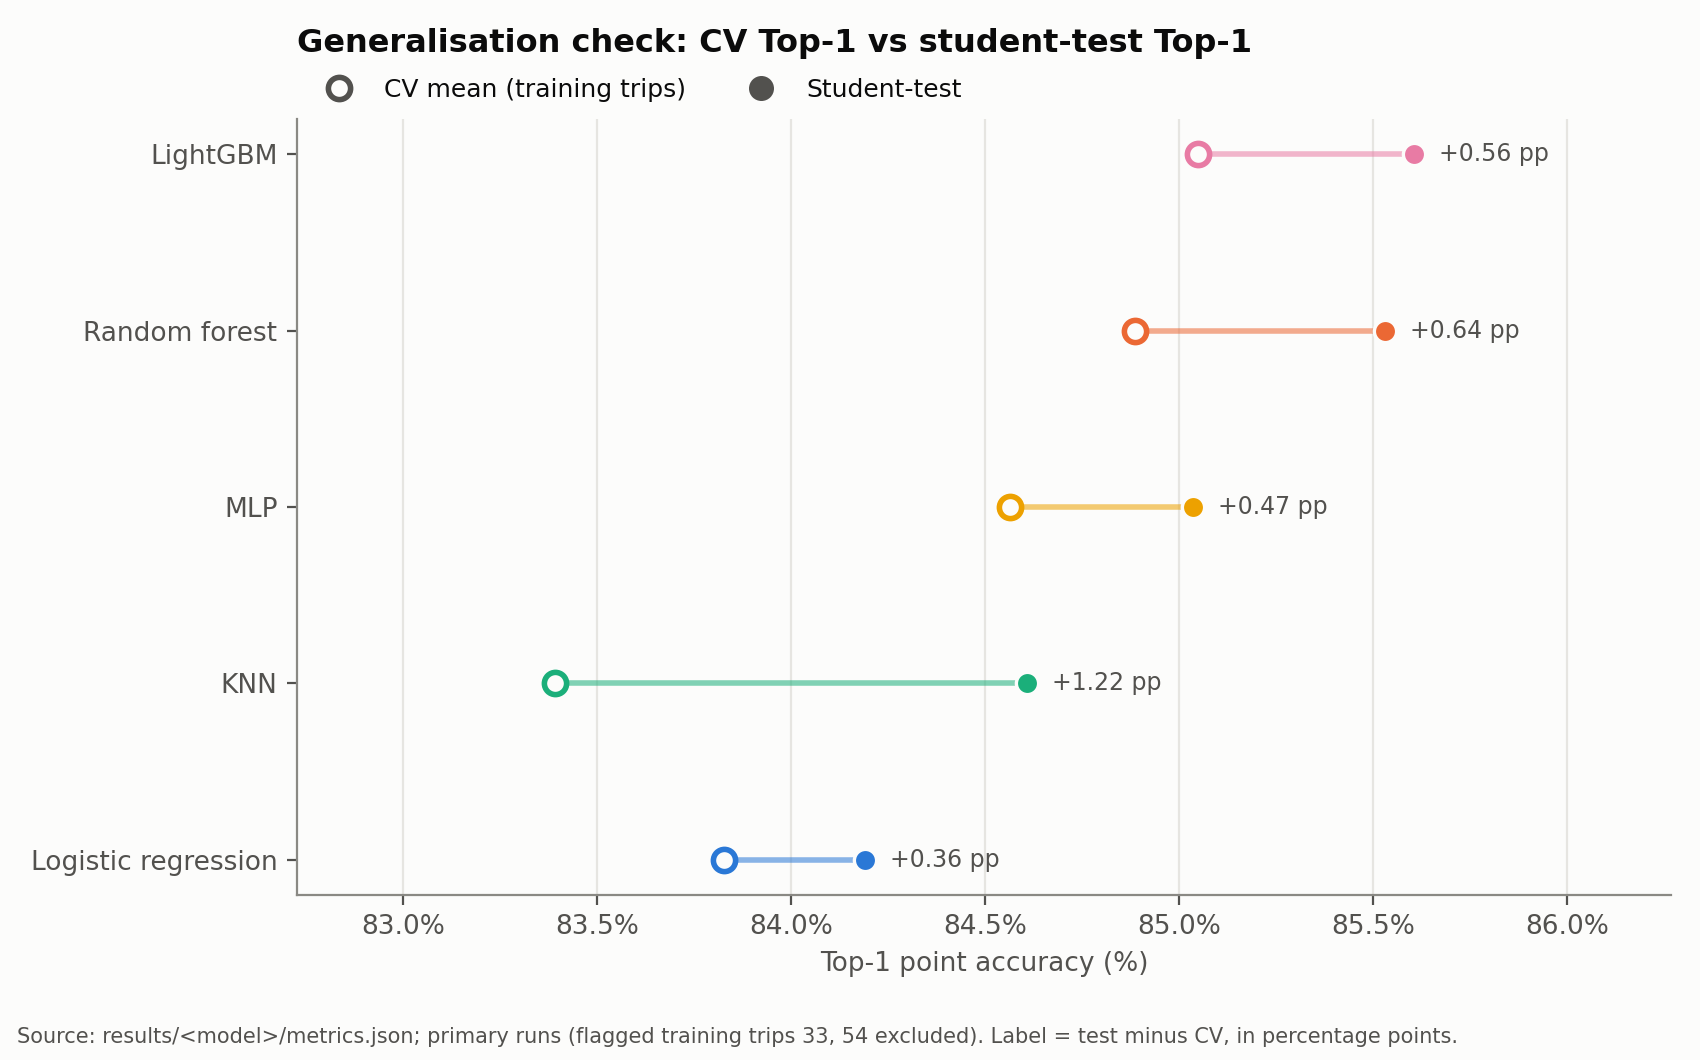 Generalisation check: CV Top-1 vs student-test Top-1
CV mean (training trips)
Student-test
LightGBM
+0.56 pp
Random forest
+0.64 pp
MLP
+0.47 pp
KNN
+1.22 pp
Logistic regression
+0.36 pp
83.0%
83.5%
84.0%
84.5%
85.0%
85.5%
86.0%
Top-1 point accuracy (%)
Source: results/<model>/metrics.json; primary runs (flagged training trips 33, 54 excluded). Label = test minus CV, in percentage points.